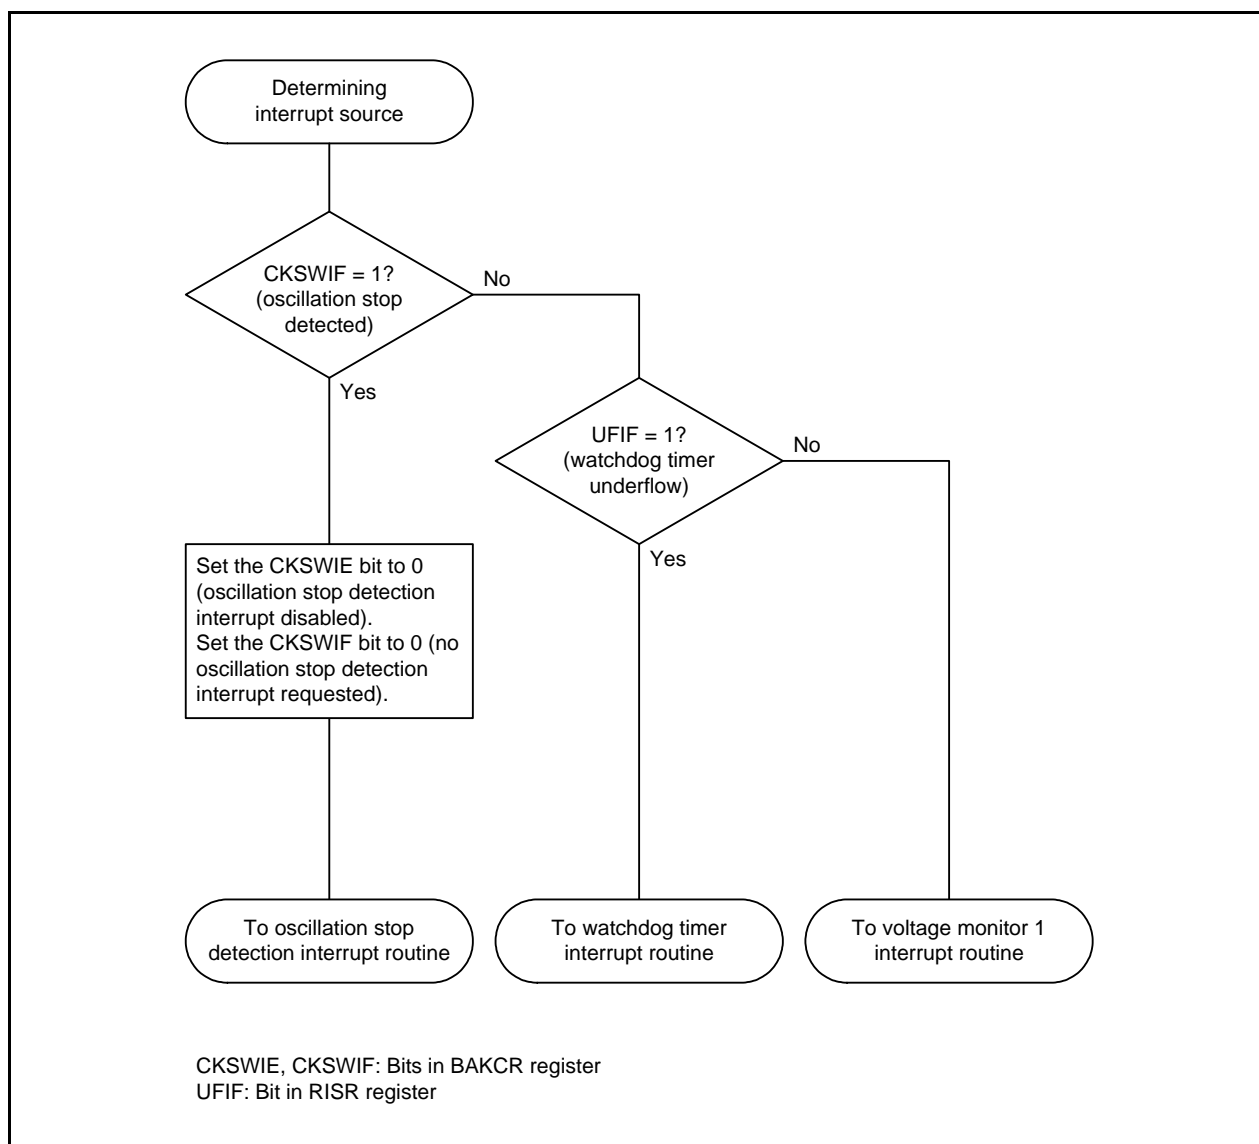 Determining
interrupt source
CKSWIF = 1?
(oscillation stop
detected)
No
Yes
UFIF = 1?
(watchdog timer
underflow)
No
Yes
Set the CKSWIE bit to 0
(oscillation stop detection
interrupt disabled).
Set the CKSWIF bit to 0 (no
oscillation stop detection
interrupt requested).
To oscillation stop
detection interrupt routine
To watchdog timer
interrupt routine
To voltage monitor 1
interrupt routine
CKSWIE, CKSWIF: Bits in BAKCR register
UFIF: Bit in RISR register